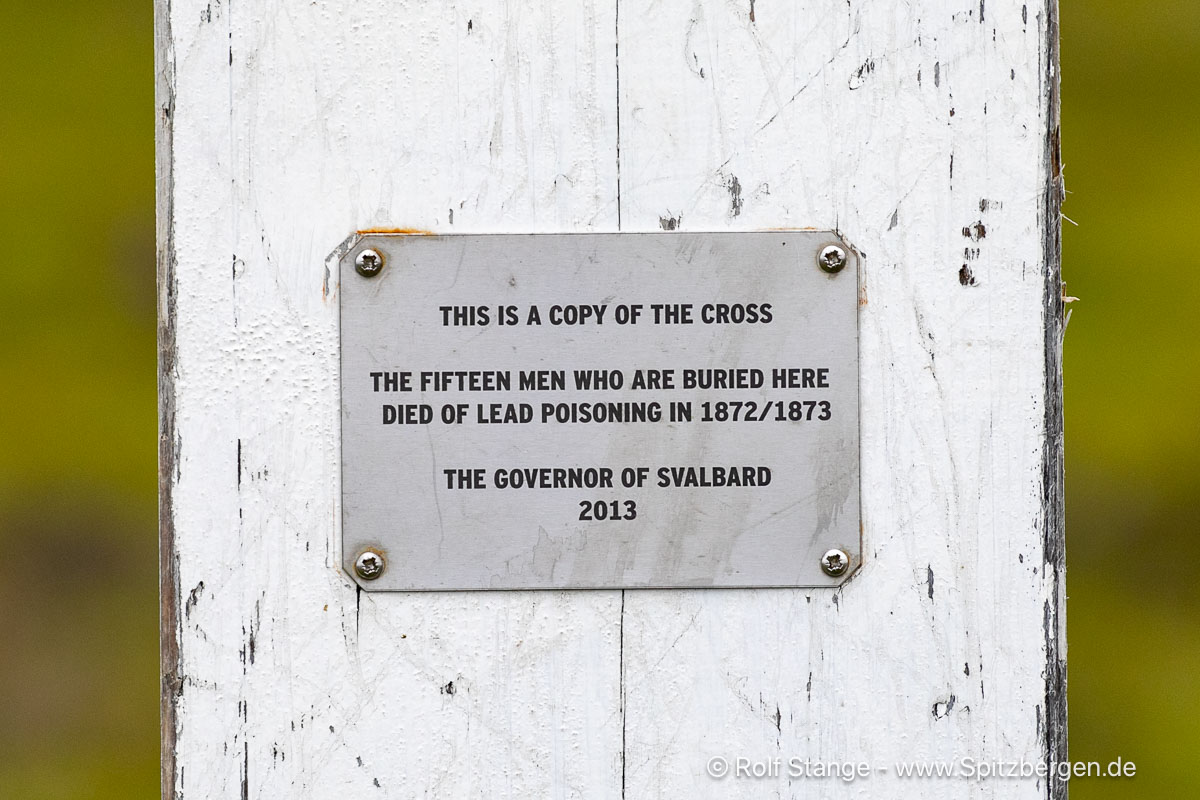 THIS IS A COPY OF THE CROSS
THE FIFTEEN MEN WHO ARE BURIED HERE
DIED OF LEAD POISONING IN 1872/1873
THE GOVERNOR OF SVALBARD
2013
© Rolf Stange - www.Spitzbergen.de